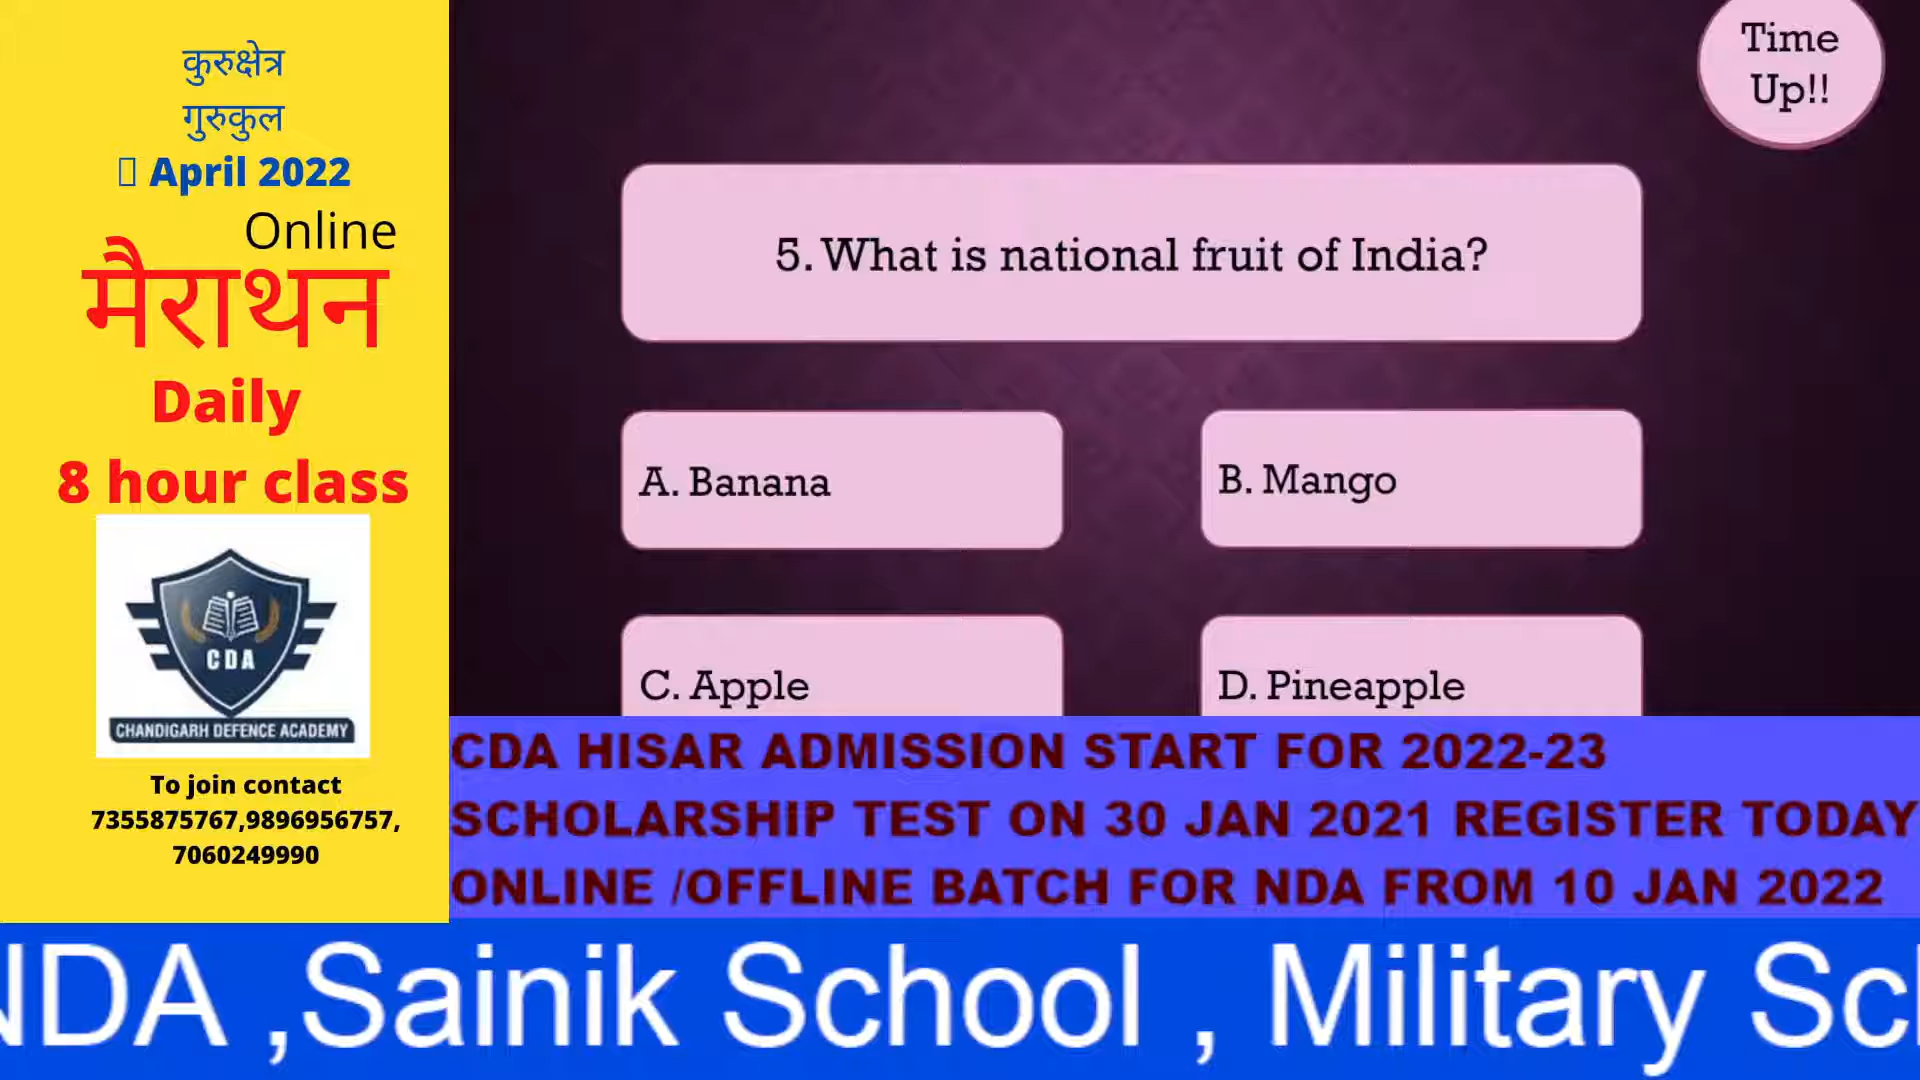 कुरुक्षेत्र
गुरुकुल
April 2022
Online
मैराथन
Daily
8 hour class
CDA
CHANDIGARH DEFENCE ACADEMY
To join contact
7355875767,9896956757,
7060249990
Time
Up!!
5. What is national fruit of India?
A. Banana
B. Mango
C. Apple
D. Pineapple
CDA HISAR ADMISSION START FOR 2022-23
SCHOLARSHIP TEST ON 30 JAN 2021 REGISTER TODAY
ONLINE /OFFLINE BATCH FOR NDA FROM 10 JAN 2022
NDA ,Sainik School , Military Sc